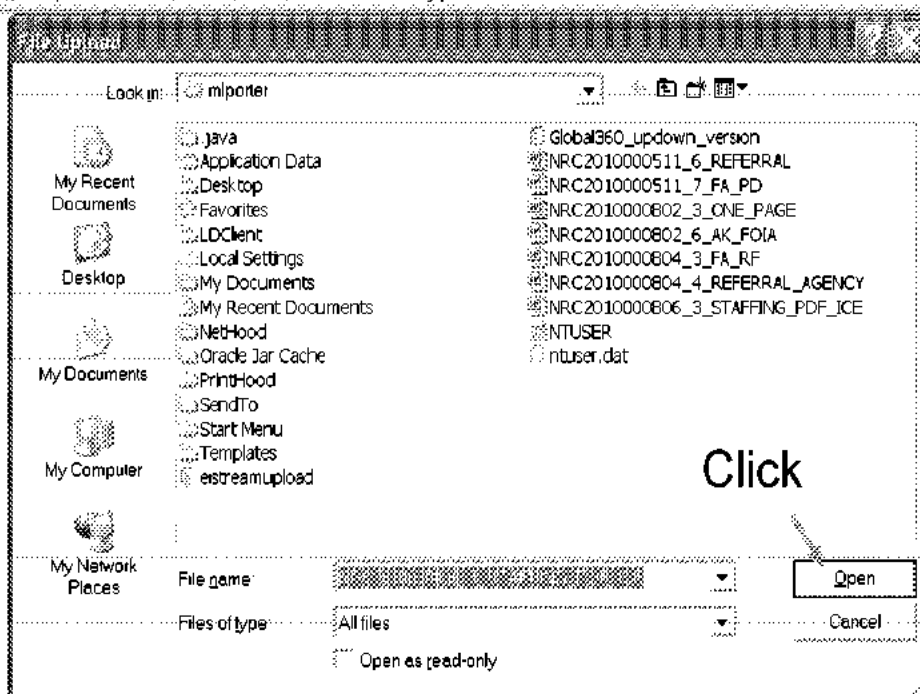 File Upload
Look in: mlporter
My Recent Documents
Desktop
My Documents
My Computer
My Network Places
.java
Application Data
Desktop
Favorites
LDClient
Local Settings
My Documents
My Recent Documents
NetHood
Oracle Jar Cache
PrintHood
SendTo
Start Menu
Templates
eistreamupload
Global360_updown_version
NRC2010000511_6_REFERRAL
NRC2010000511_7_FA_PD
NRC2010000802_3_ONE_PAGE
NRC2010000802_6_AK_FOIA
NRC2010000804_3_FA_RF
NRC2010000804_4_REFERRAL_AGENCY
NRC2010000806_3_STAFFING_PDF_ICE
NTUSER
ntuser.dat
Click
File name:
Open
Files of type: All files
Cancel
Open as read-only